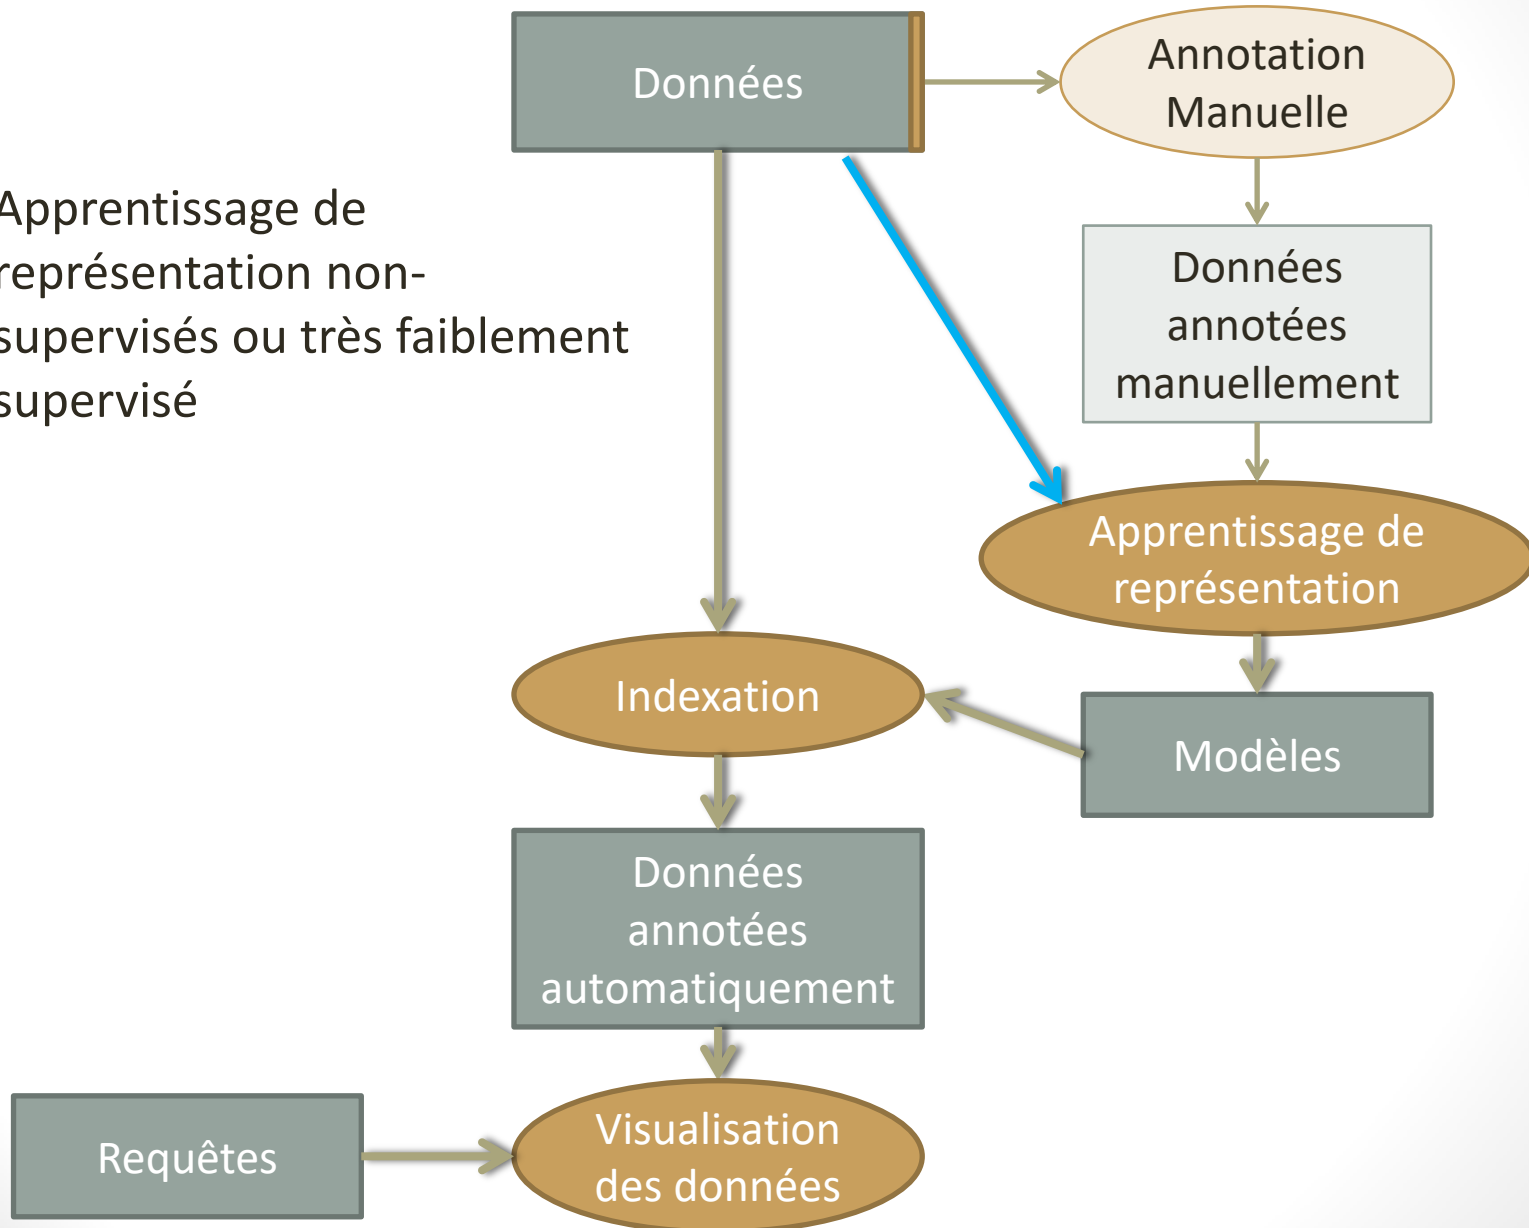 Données
Annotation
Manuelle
Apprentissage de
représentation non-
supervisés ou très faiblement
supervisé
Données
annotées
manuellement
Apprentissage de
représentation
Indexation
Modèles
Données
annotées
automatiquement
Requêtes
Visualisation
des données